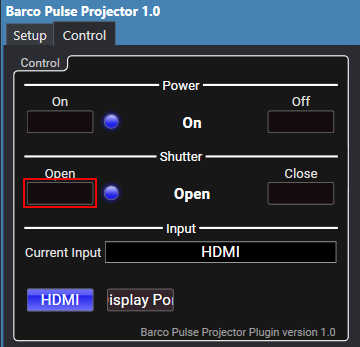 Barco Pulse Projector 1.0
Setup Control
Control
Power
On Off
On
Shutter
Open Close
Open
Input
Current Input HDMI
HDMI isplay Por
Barco Pulse Projector Plugin version 1.0